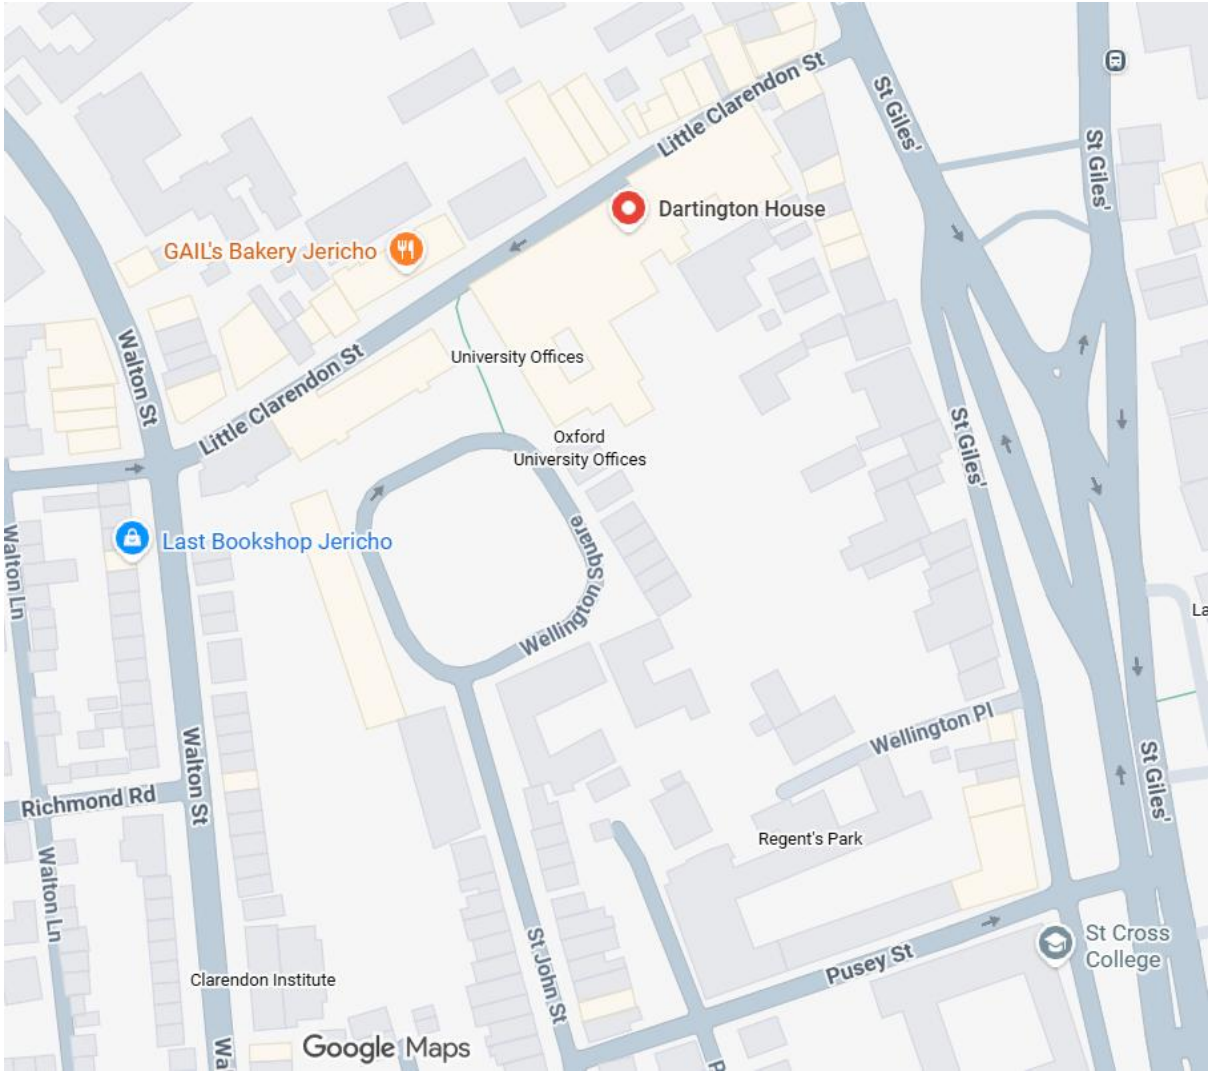 Little Clarendon St
St Giles'
St Giles'
Dartington House
GAIL's Bakery Jericho
Walton St
University Offices
Little Clarendon St
St Giles'
Oxford
University Offices
Last Bookshop Jericho
Walton Ln
Wellington Square
La
Wellington Pl
Walton St
Richmond Rd
St Giles'
Regent's Park
Walton Ln
St John St
Pusey St
St Cross
College
Clarendon Institute
Google Maps
Wa